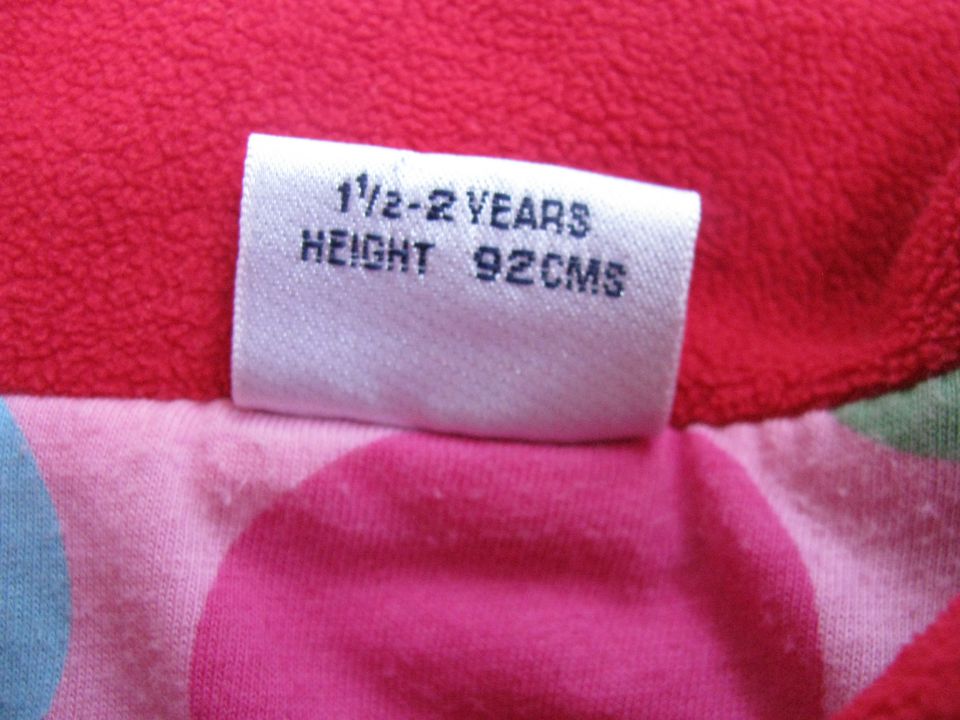 1½-2 YEARS
HEIGHT 92CMS